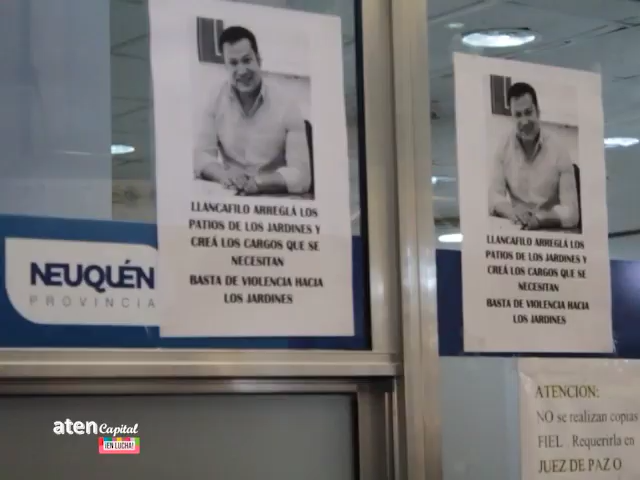 LLANCAFILO ARREGLÁ LOS
PATIOS DE LOS JARDINES Y
CREÁ LOS CARGOS QUE SE
NECESITAN
BASTA DE VIOLENCIA HACIA
LOS JARDINES
LLANCAFILO ARREGLÁ LOS
PATIOS DE LOS JARDINES Y
CREÁ LOS CARGOS QUE SE
NECESITAN
BASTA DE VIOLENCIA HACIA
LOS JARDINES
NEUQUÉN
PROVINCIA
ATENCION:
NO se realizan copias
FIEL. Requerirla en
JUEZ DE PAZ O
aten Capital
¡EN LUCHA!